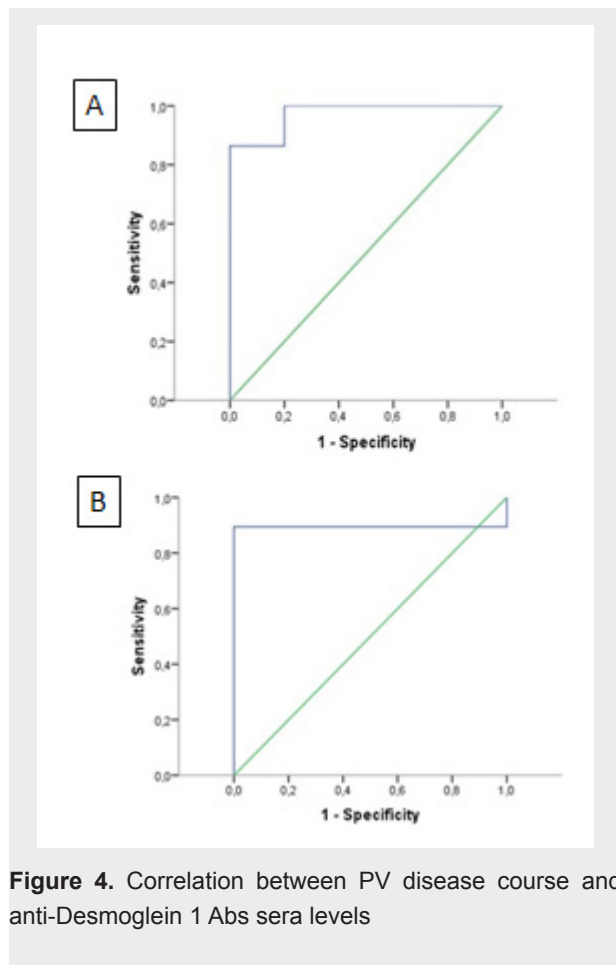 A
1,0
0,8
0,6
0,4
0,2
0,0
Sensitivity
0,0 0,2 0,4 0,6 0,8 1,0
1 - Specificity
B
1,0
0,8
0,6
0,4
0,2
0,0
Sensitivity
0,0 0,2 0,4 0,6 0,8 1,0
1 - Specificity
Figure 4. Correlation between PV disease course and
anti-Desmoglein 1 Abs sera levels